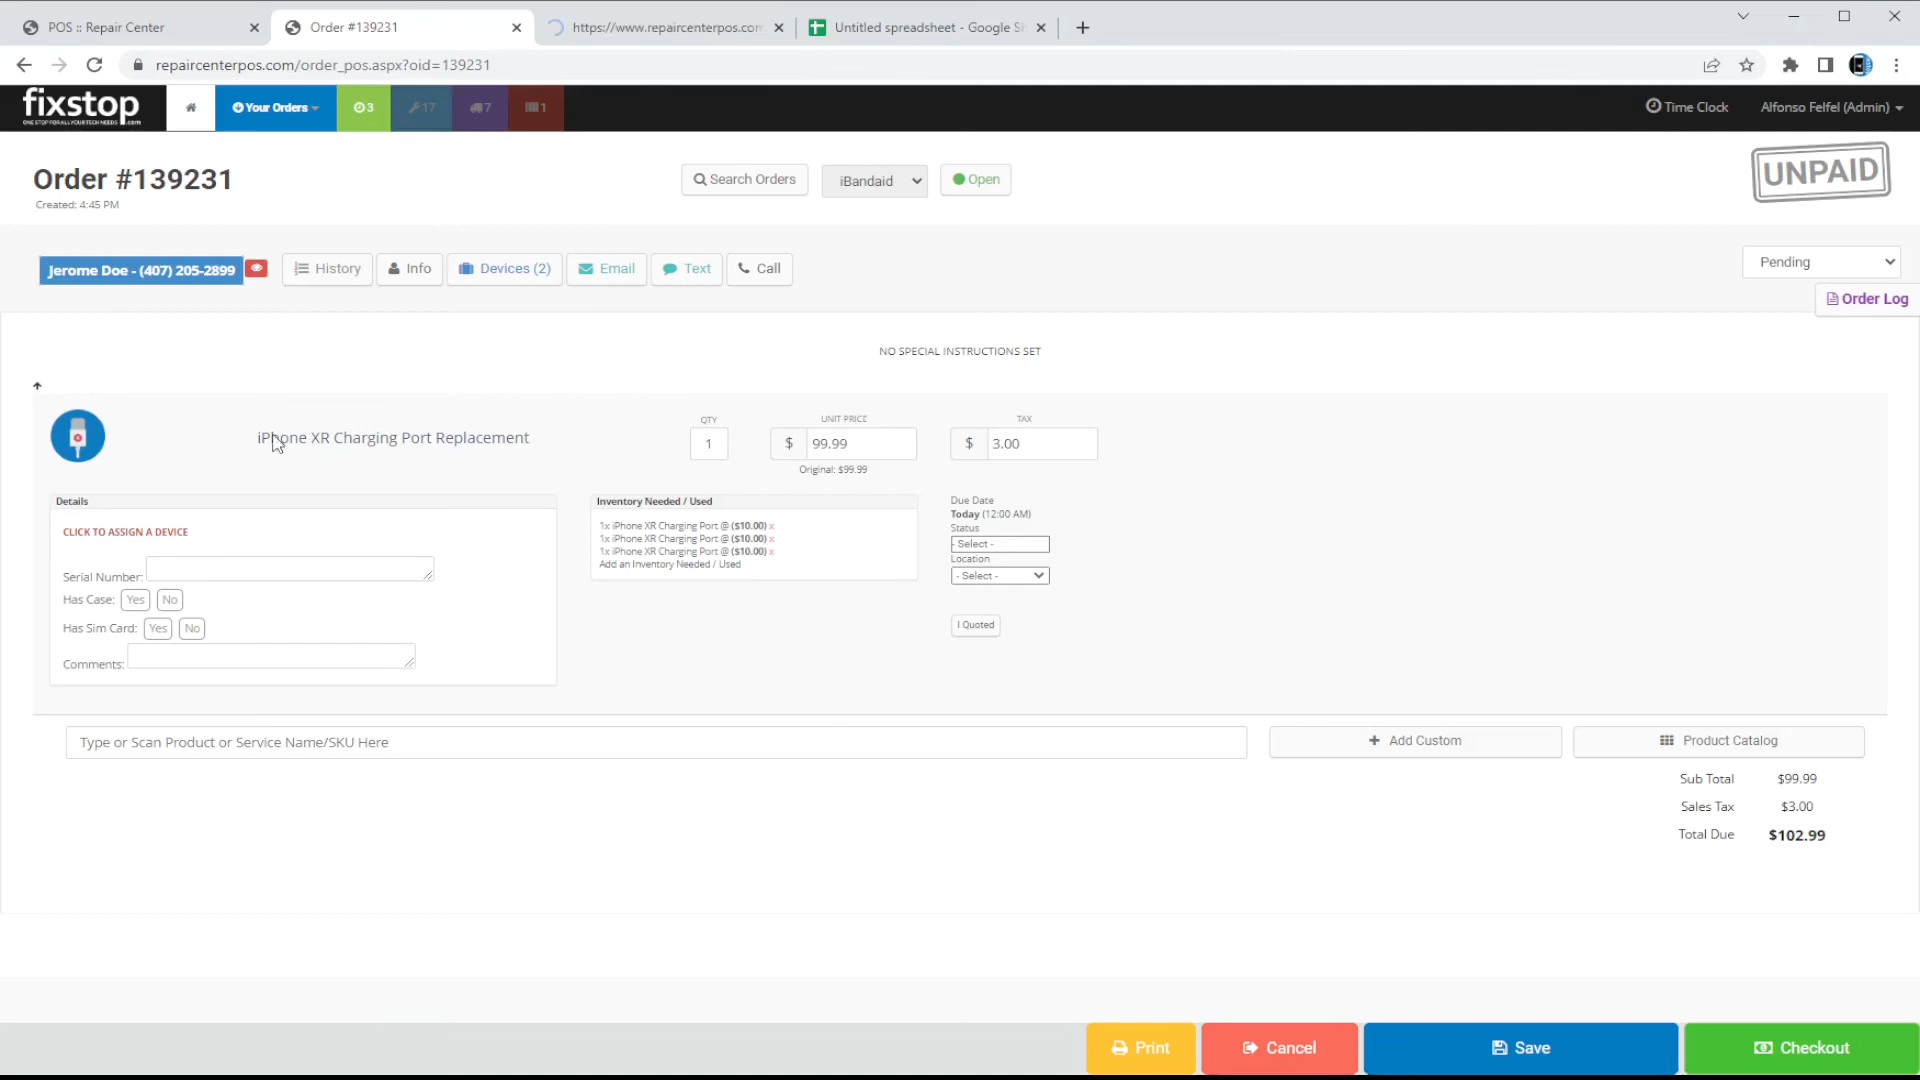 POS :: Repair Center
Order #139231
https://www.repaircenterpos.com
Untitled spreadsheet - Google Sh
repaircenterpos.com/order_pos.aspx?oid=139231
fixstop
ONE STOP FOR ALL YOUR TECH NEEDS .com
Your Orders
3
17
7
1
Time Clock
Alfonso Felfel (Admin)
Order #139231
Created: 4:45 PM
Search Orders
iBandaid
Open
UNPAID
Jerome Doe - (407) 205-2899
History
Info
Devices (2)
Email
Text
Call
Pending
Order Log
NO SPECIAL INSTRUCTIONS SET
iPhone XR Charging Port Replacement
QTY
1
UNIT PRICE
$ 99.99
Original: $99.99
TAX
$ 3.00
Details
CLICK TO ASSIGN A DEVICE
Serial Number:
Has Case: Yes No
Has Sim Card: Yes No
Comments:
Inventory Needed / Used
1x iPhone XR Charging Port @ ($10.00) x
1x iPhone XR Charging Port @ ($10.00) x
1x iPhone XR Charging Port @ ($10.00) x
Add an Inventory Needed / Used
Due Date
Today (12:00 AM)
Status
- Select -
Location
- Select -
I Quoted
Type or Scan Product or Service Name/SKU Here
+ Add Custom
Product Catalog
Sub Total $99.99
Sales Tax $3.00
Total Due $102.99
Print
Cancel
Save
Checkout